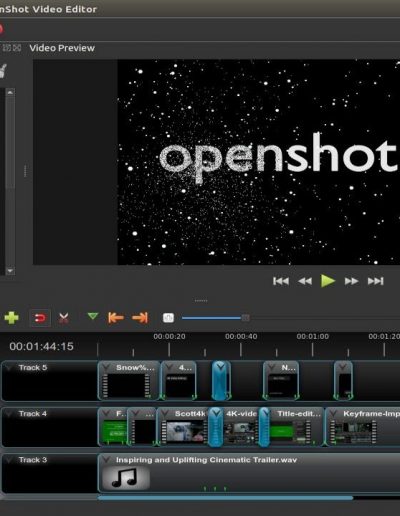 nShot Video Editor
Video Preview
openshot
00:00:20 00:00:40 00:01:00 00:01:20
00:01:44:15
Track 5 Snow% 4... N...
Track 4 F... ... Scott4k 4K-vide Title-edit... Keyframe-Imp
Track 3 Inspiring and Uplifting Cinematic Trailer.wav